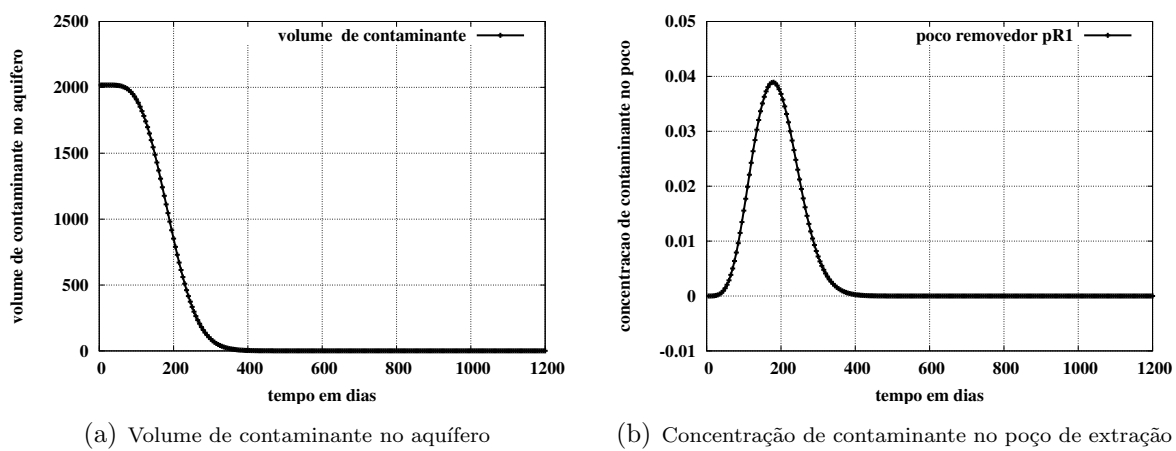 volume de contaminante
volume de contaminante no aquifero
2500
2000
1500
1000
500
0
0 200 400 600 800 1000 1200
tempo em dias
(a) Volume de contaminante no aquífero
poco removedor pR1
concentracao de contaminante no poco
0.05
0.04
0.03
0.02
0.01
0
-0.01
0 200 400 600 800 1000 1200
tempo em dias
(b) Concentração de contaminante no poço de extração